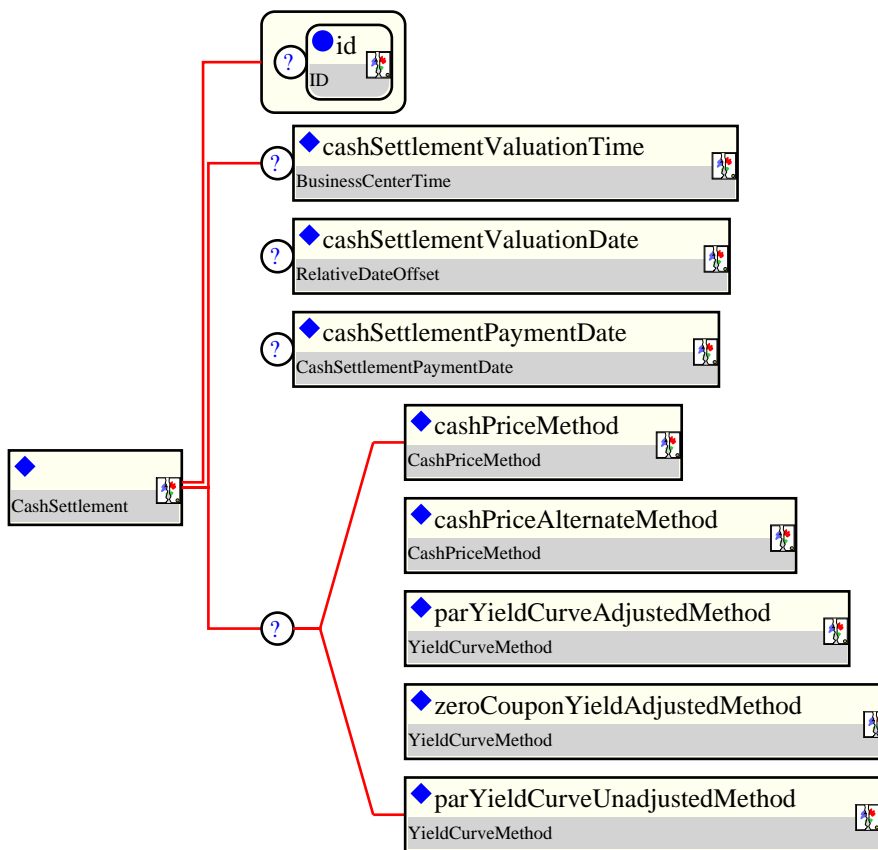 id
?
ID
cashSettlementValuationTime
?
BusinessCenterTime
cashSettlementValuationDate
?
RelativeDateOffset
cashSettlementPaymentDate
?
CashSettlementPaymentDate
cashPriceMethod
CashPriceMethod
CashSettlement
cashPriceAlternateMethod
CashPriceMethod
?
parYieldCurveAdjustedMethod
YieldCurveMethod
zeroCouponYieldAdjustedMethod
YieldCurveMethod
parYieldCurveUnadjustedMethod
YieldCurveMethod